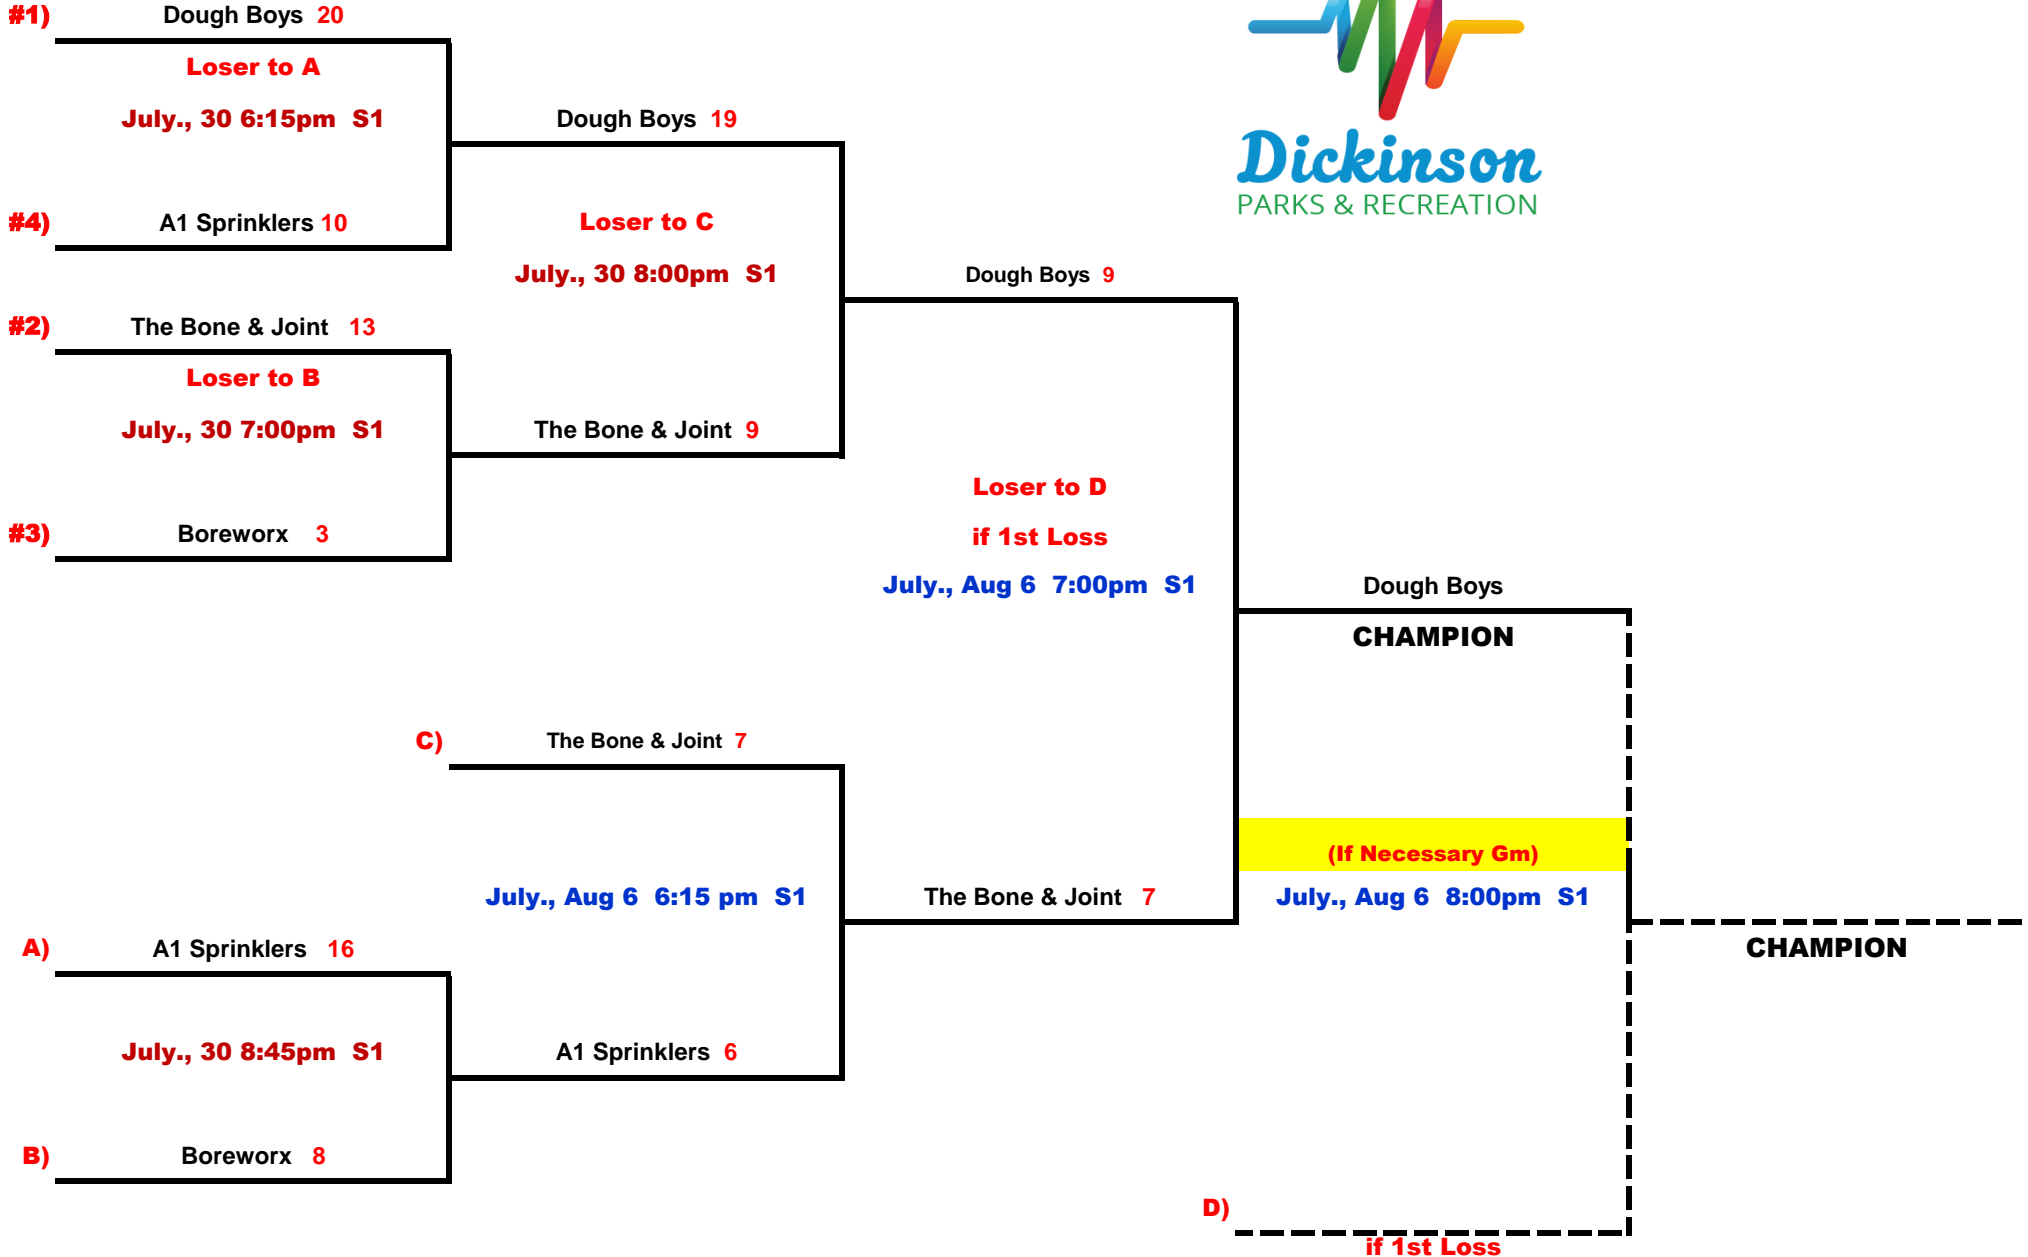 #1) Dough Boys 20
Loser to A
July., 30 6:15pm S1
Dough Boys 19
Dickinson
PARKS & RECREATION
#4) A1 Sprinklers 10
Loser to C
July., 30 8:00pm S1
Dough Boys 9
#2) The Bone & Joint 13
Loser to B
July., 30 7:00pm S1
The Bone & Joint 9
Loser to D
if 1st Loss
#3) Boreworx 3
July., Aug 6 7:00pm S1
Dough Boys
CHAMPION
C) The Bone & Joint 7
(If Necessary Gm)
July., Aug 6 6:15 pm S1
The Bone & Joint 7
July., Aug 6 8:00pm S1
A) A1 Sprinklers 16
CHAMPION
July., 30 8:45pm S1
A1 Sprinklers 6
B) Boreworx 8
D)
if 1st Loss